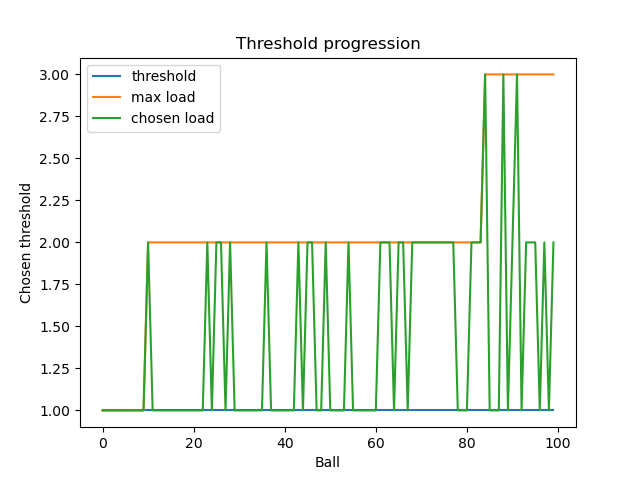 Threshold progression
threshold
max load
chosen load
Chosen threshold
3.00
2.75
2.50
2.25
2.00
1.75
1.50
1.25
1.00
0
20
40
60
80
100
Ball